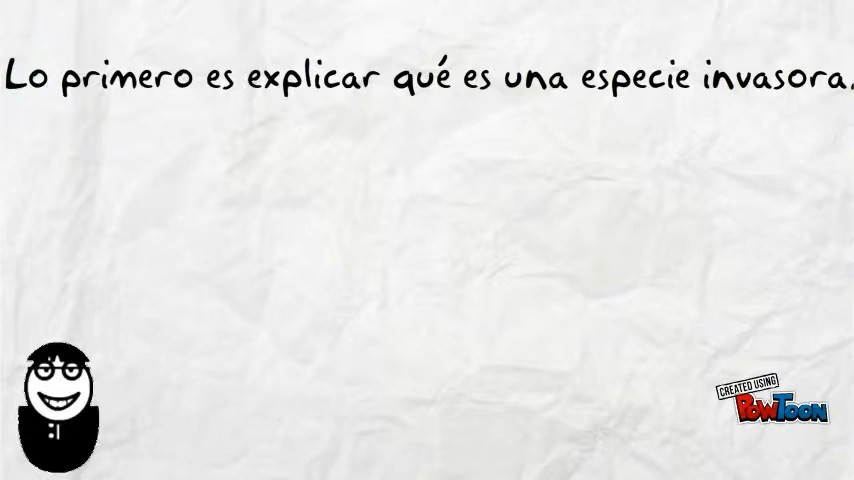 Lo primero es explicar qué es una especie invasora.
:|
CREATED USING
POWTOON